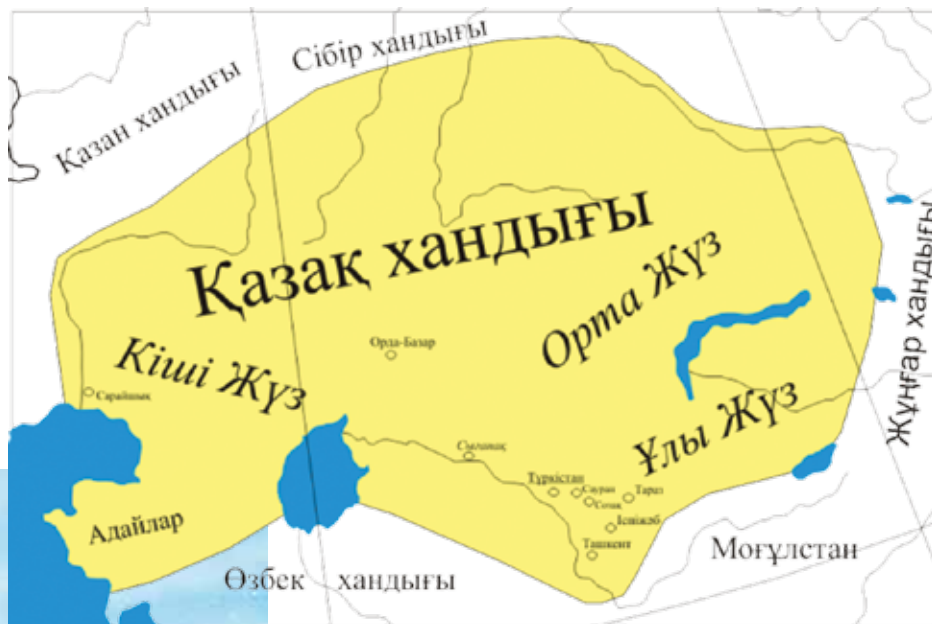 Сібір хандығы
Қазан хандығы
Қазақ хандығы
Жұңғар хандығы
Орта Жүз
Кіші Жүз
Орда-Базар
Сарайшық
Ұлы Жүз
Сығанақ
Түркістан
Сауран
Тараз
Созақ
Адайлар
Испіжәб
Ташкент
Моғұлстан
Өзбек хандығы